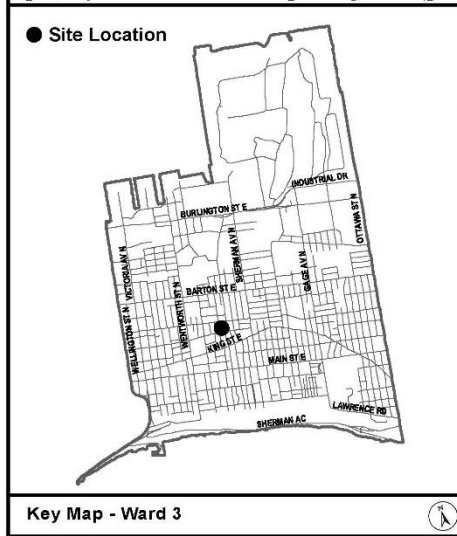 Site Location
INDUSTRIAL DR
BURLINGTON ST E
OTTAWA ST N
VICTORIA AV N
SHERMAN AV N
GAGE AV N
WELLINGTON ST N
WENTWORTH ST N
BARTON ST E
KING ST E
MAIN ST E
LAWRENCE RD
SHERMAN AC
Key Map - Ward 3
N